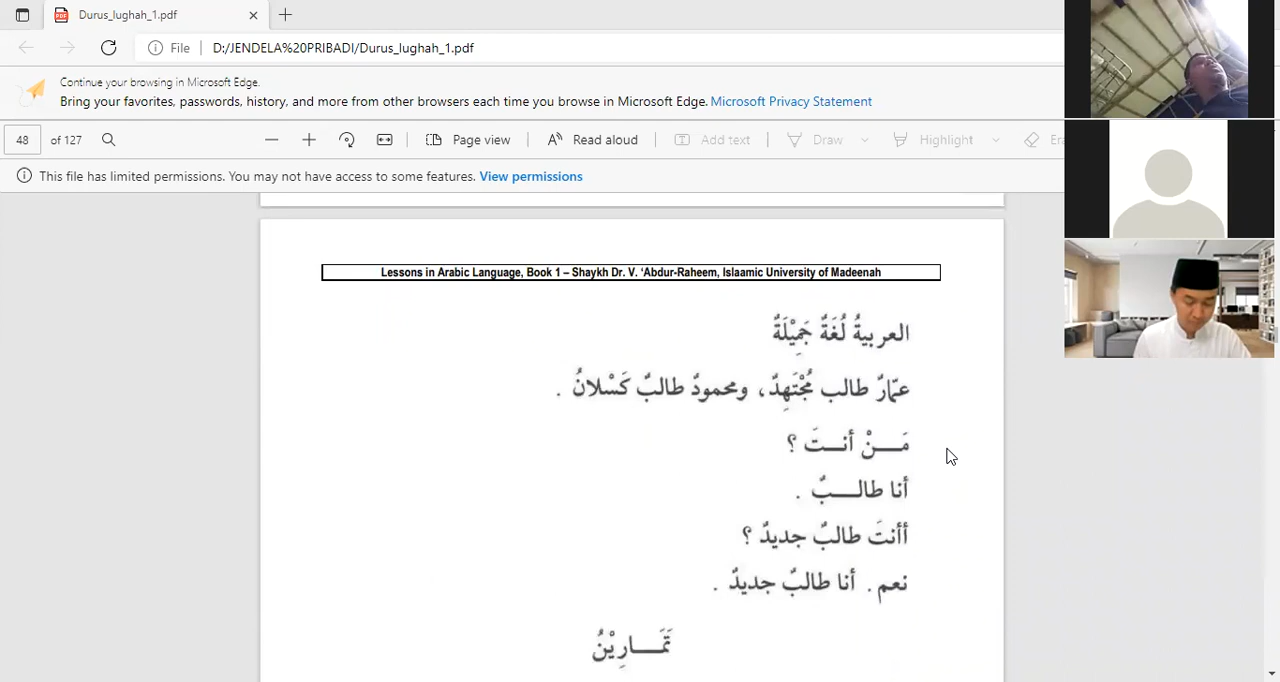 Durus_lughah_1.pdf
File D:/JENDELA%20PRIBADI/Durus_lughah_1.pdf
Continue your browsing in Microsoft Edge.
Bring your favorites, passwords, history, and more from other browsers each time you browse in Microsoft Edge. Microsoft Privacy Statement
48 of 127 Page view Read aloud Add text Draw Highlight Era
This file has limited permissions. You may not have access to some features. View permissions
Lessons in Arabic Language, Book 1 – Shaykh Dr. V. ‘Abdur-Raheem, Islaamic University of Madeenah
العربيةُ لُغَةٌ جَمِيْلَةٌ
عمّارٌ طالب مُجْتَهِدٌ، ومحمودٌ طالبٌ كَسْلانُ .
مَـــنْ أنــتَ ؟
أنا طالـــبٌ .
أأنتَ طالبٌ جديدٌ ؟
نعم . أنا طالبٌ جديدٌ .
تَمَـــارِيْنُ